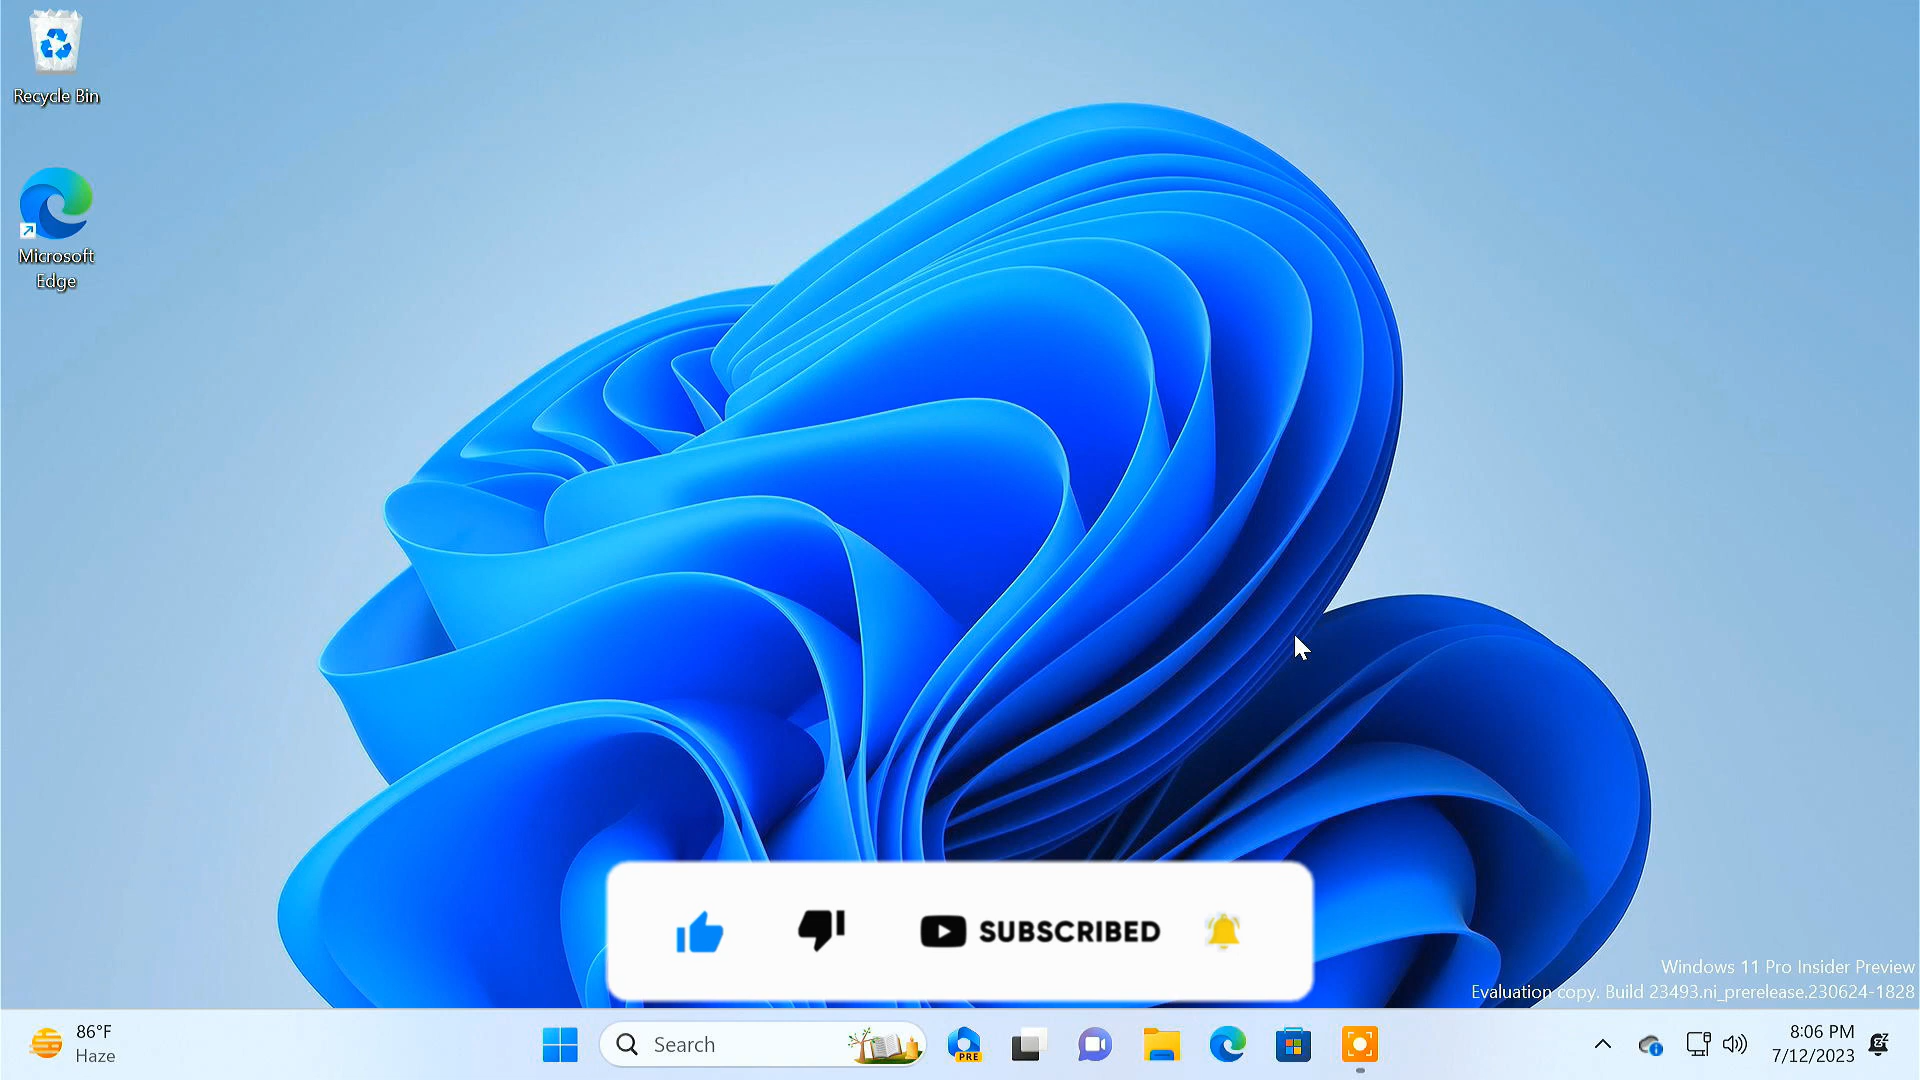 Recycle Bin
Microsoft
Edge
SUBSCRIBED
Windows 11 Pro Insider Preview
Evaluation copy. Build 23493.ni_prerelease.230624-1828
86°F
Haze
Search
PRE
8:06 PM
7/12/2023